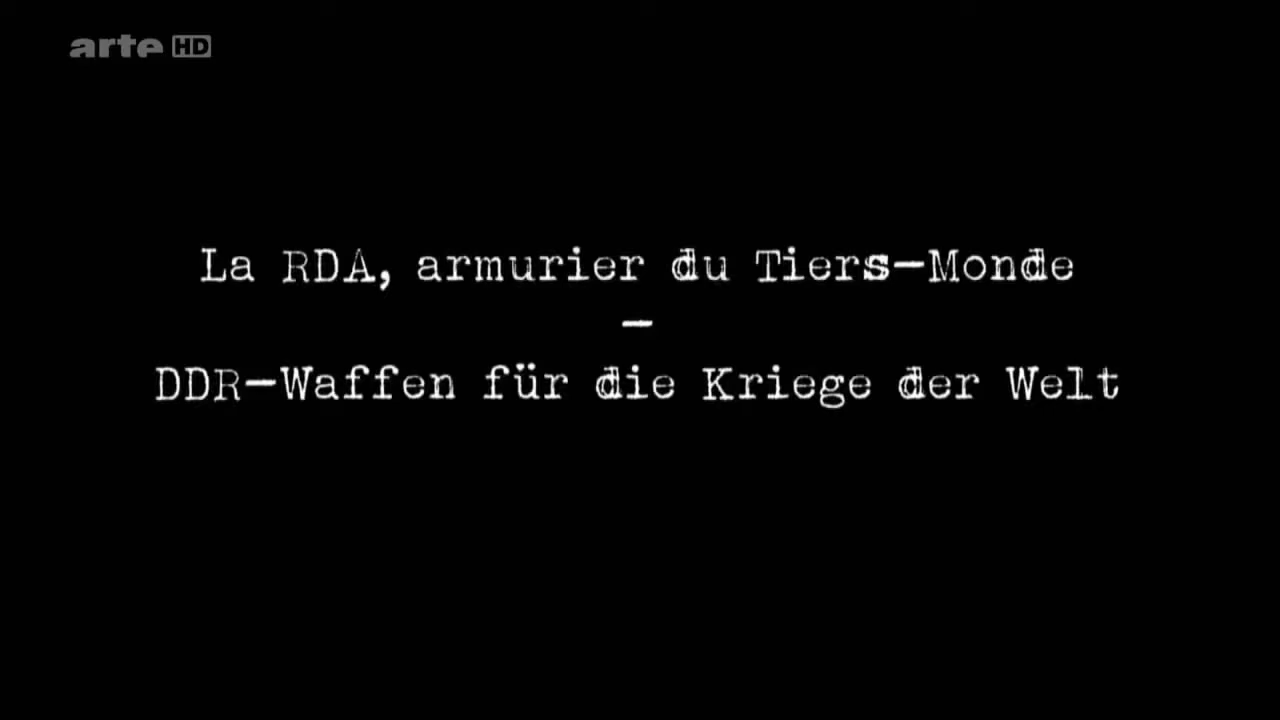 arte HD
La RDA, armurier du Tiers-Monde
–
DDR-Waffen für die Kriege der Welt